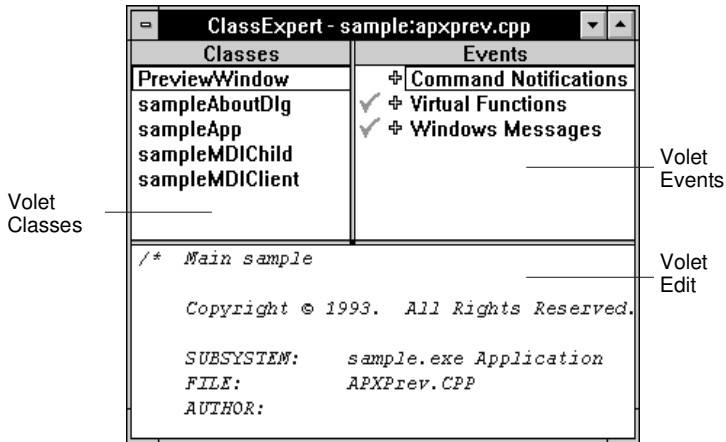 ClassExpert - sample:apxprev.cpp
Classes
PreviewWindow
sampleAboutDlg
sampleApp
sampleMDIChild
sampleMDIClient
Events
Command Notifications
Virtual Functions
Windows Messages
Volet
Classes
Volet
Events
Volet
Edit
/* Main sample
Copyright © 1993. All Rights Reserved.
SUBSYSTEM: sample.exe Application
FILE: APXPrev.CPP
AUTHOR: